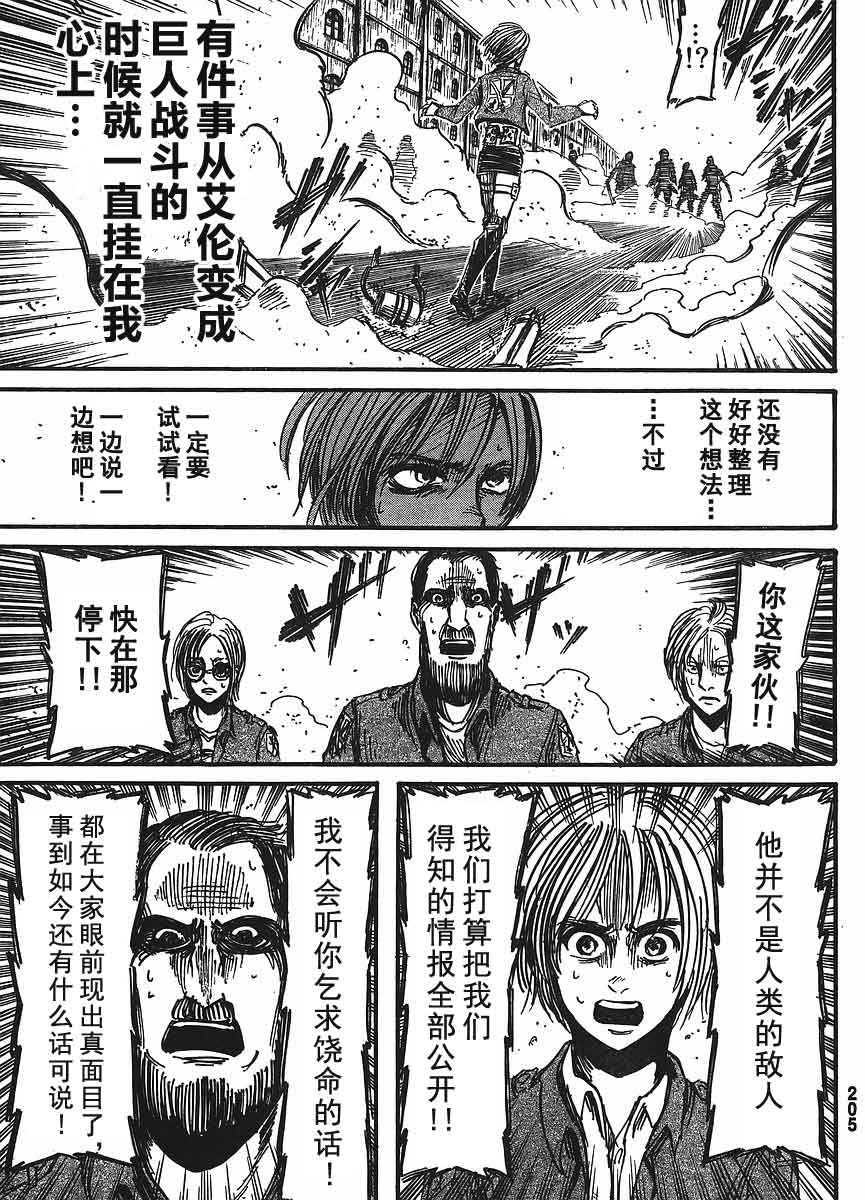 …!?
有件事从艾伦变成
巨人战斗的
时候就一直挂在我
心上…
还没有
好好整理
这个想法…
…不过
一定要
试试看！
一边说一
边想吧！
你这家伙!!
快在那
停下!!
他并不是人类的敌人
我们打算把我们
得知的情报全部公开!!
我不会听你乞求饶命的话！
都在大家眼前现出真面目了，
事到如今还有什么话可说！
205